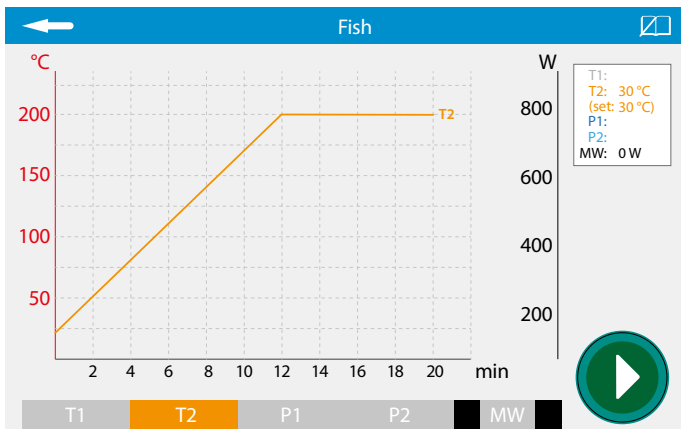 Fish
°C
W
200
150
100
50
T2
800
600
400
200
T1:
T2: 30 °C
(set: 30 °C)
P1:
P2:
MW: 0 W
2 4 6 8 10 12 14 16 18 20 min
T1 T2 P1 P2 MW